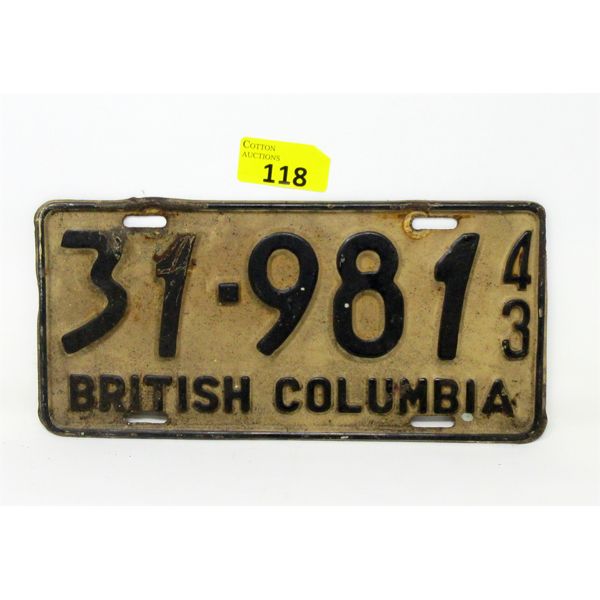 COTTON
AUCTIONS
118
31-981 43
BRITISH COLUMBIA